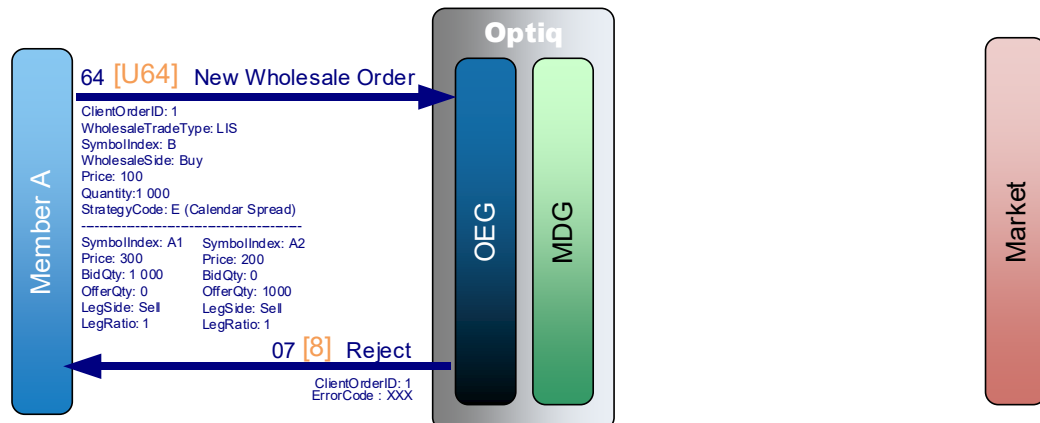 Optiq
64 [U64] New Wholesale Order
ClientOrderID: 1
WholesaleTradeType: LIS
SymbolIndex: B
WholesaleSide: Buy
Price: 100
Quantity:1 000
StrategyCode: E (Calendar Spread)
------------------------------------------
SymbolIndex: A1 SymbolIndex: A2
Price: 300 Price: 200
BidQty: 1 000 BidQty: 0
OfferQty: 0 OfferQty: 1000
LegSide: Sell LegSide: Sell
LegRatio: 1 LegRatio: 1
07 [8] Reject
ClientOrderID: 1
ErrorCode : XXX
Member A
OEG
MDG
Market